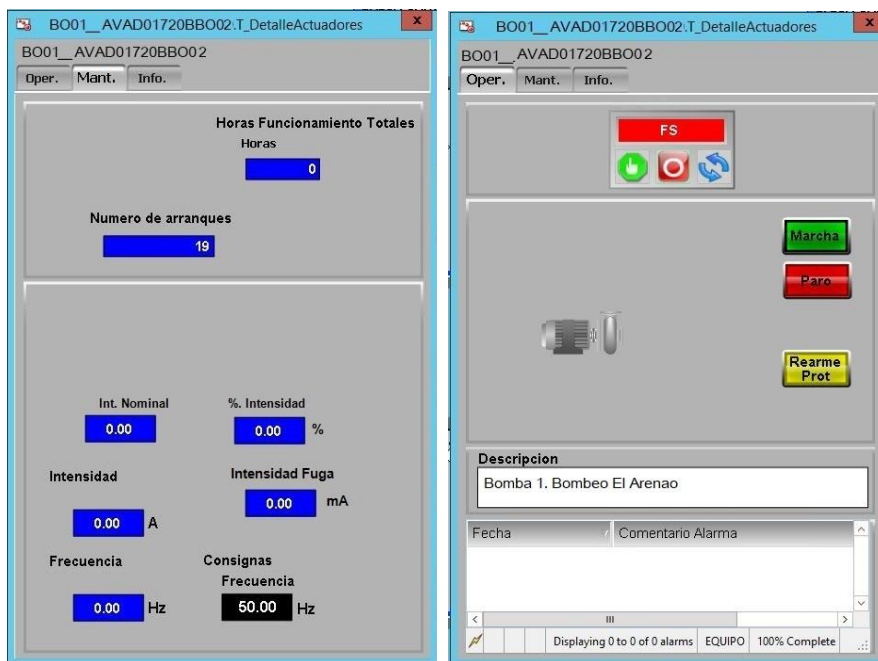 BO01__AVAD01720BBO02:\T_DetalleActuadores
x
BO01__AVAD01720BBO02
Oper. Mant. Info.
Horas Funcionamiento Totales
Horas
0
Numero de arranques
19
Int. Nominal %. Intensidad
0.00 0.00 %
Intensidad Intensidad Fuga
0.00 mA
0.00 A
Frecuencia Consignas
Frecuencia
0.00 Hz 50.00 Hz
BO01__AVAD01720BBO02:\T_DetalleActuadores
x
BO01__AVAD01720BBO02
Oper. Mant. Info.
FS
Marcha
Paro
Rearme
Prot
Descripcion
Bomba 1. Bombeo El Arenao
Fecha / Comentario Alarma
Displaying 0 to 0 of 0 alarms EQUIPO 100% Complete